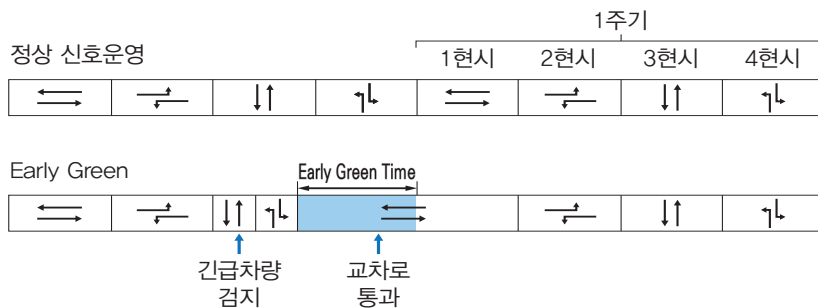 1주기
정상 신호운영
1현시 2현시 3현시 4현시
Early Green
Early Green Time
긴급차량
검지
교차로
통과